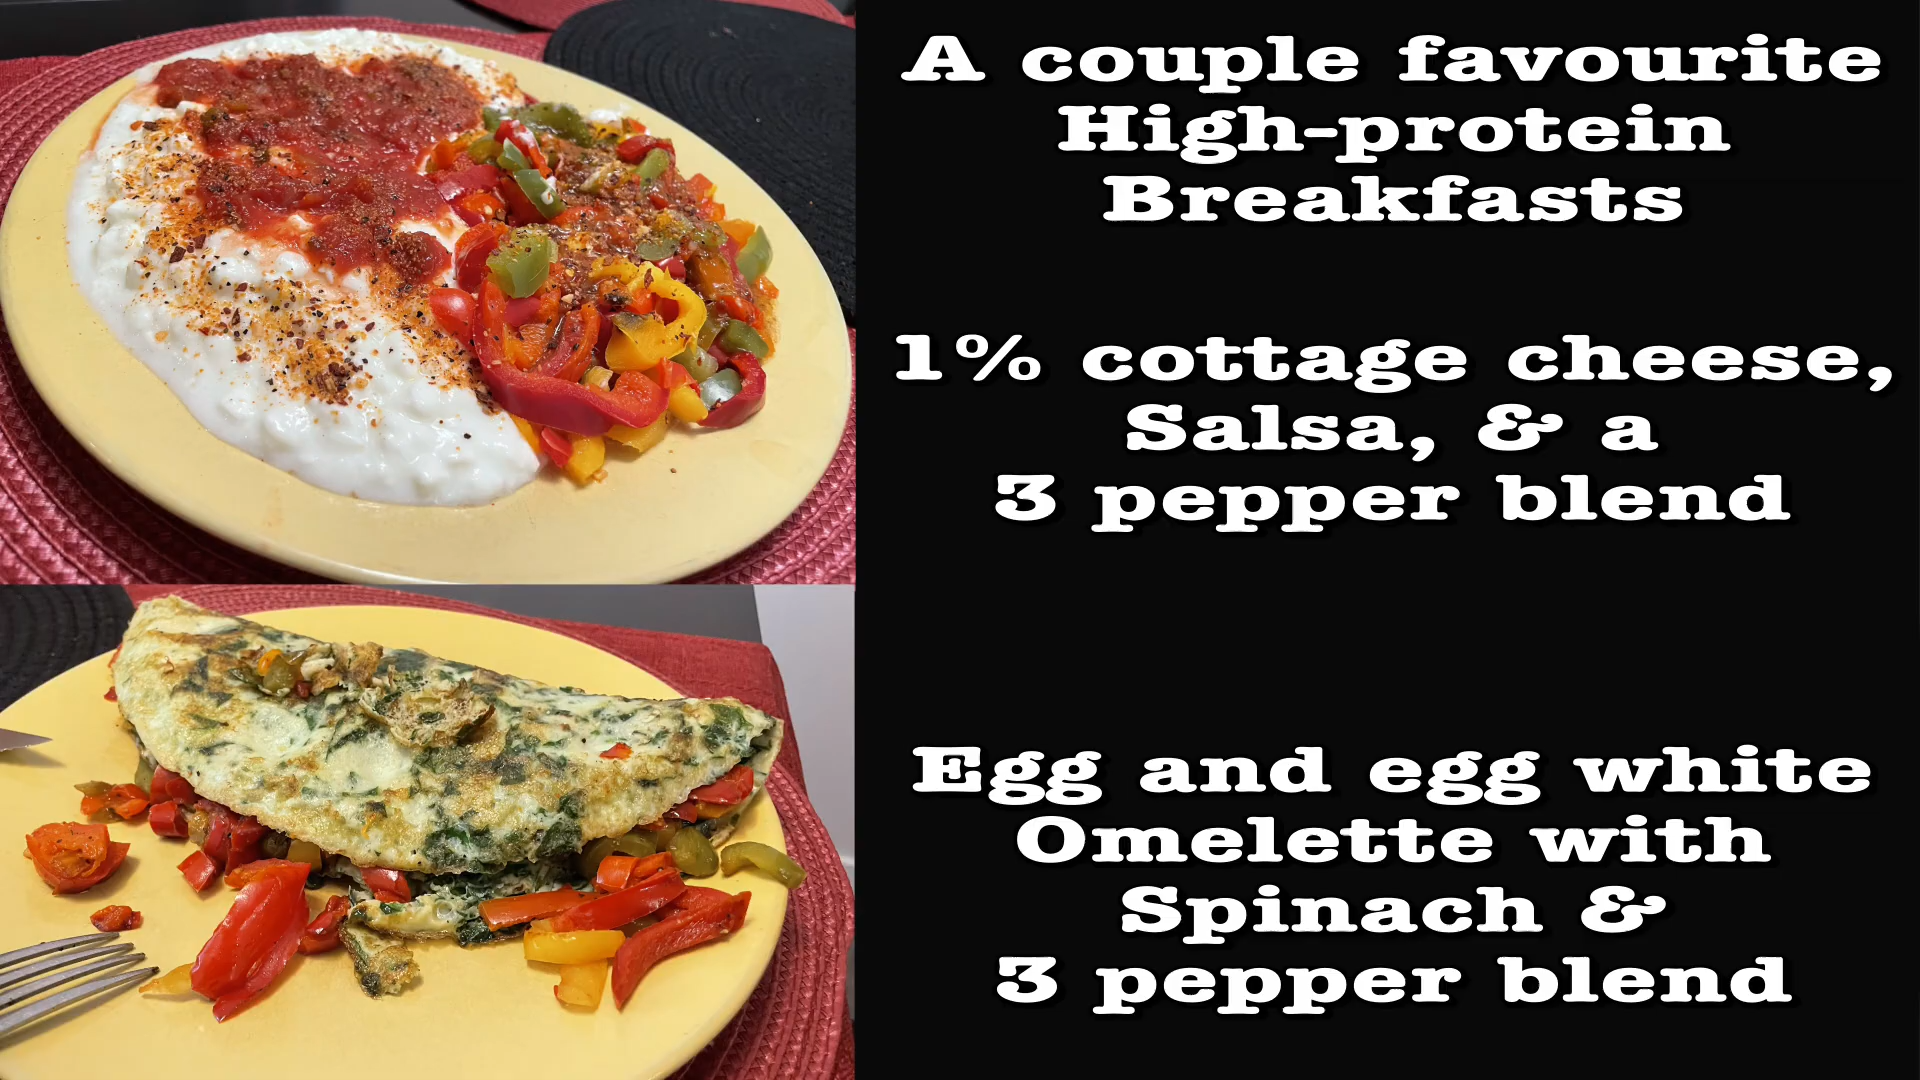 A couple favourite
High-protein
Breakfasts
1% cottage cheese,
Salsa, & a
3 pepper blend
Egg and egg white
Omelette with
Spinach &
3 pepper blend